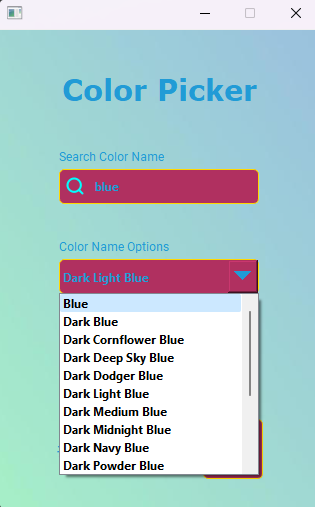 Color Picker
Search Color Name
blue
Color Name Options
Dark Light Blue
Blue
Dark Blue
Dark Cornflower Blue
Dark Deep Sky Blue
Dark Dodger Blue
Dark Light Blue
Dark Medium Blue
Dark Midnight Blue
Dark Navy Blue
Dark Powder Blue